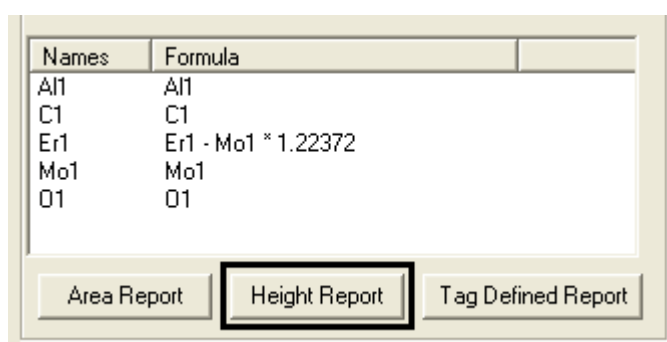 Names Formula
Al1 Al1
C1 C1
Er1 Er1 - Mo1 * 1.22372
Mo1 Mo1
O1 O1
Area Report Height Report Tag Defined Report